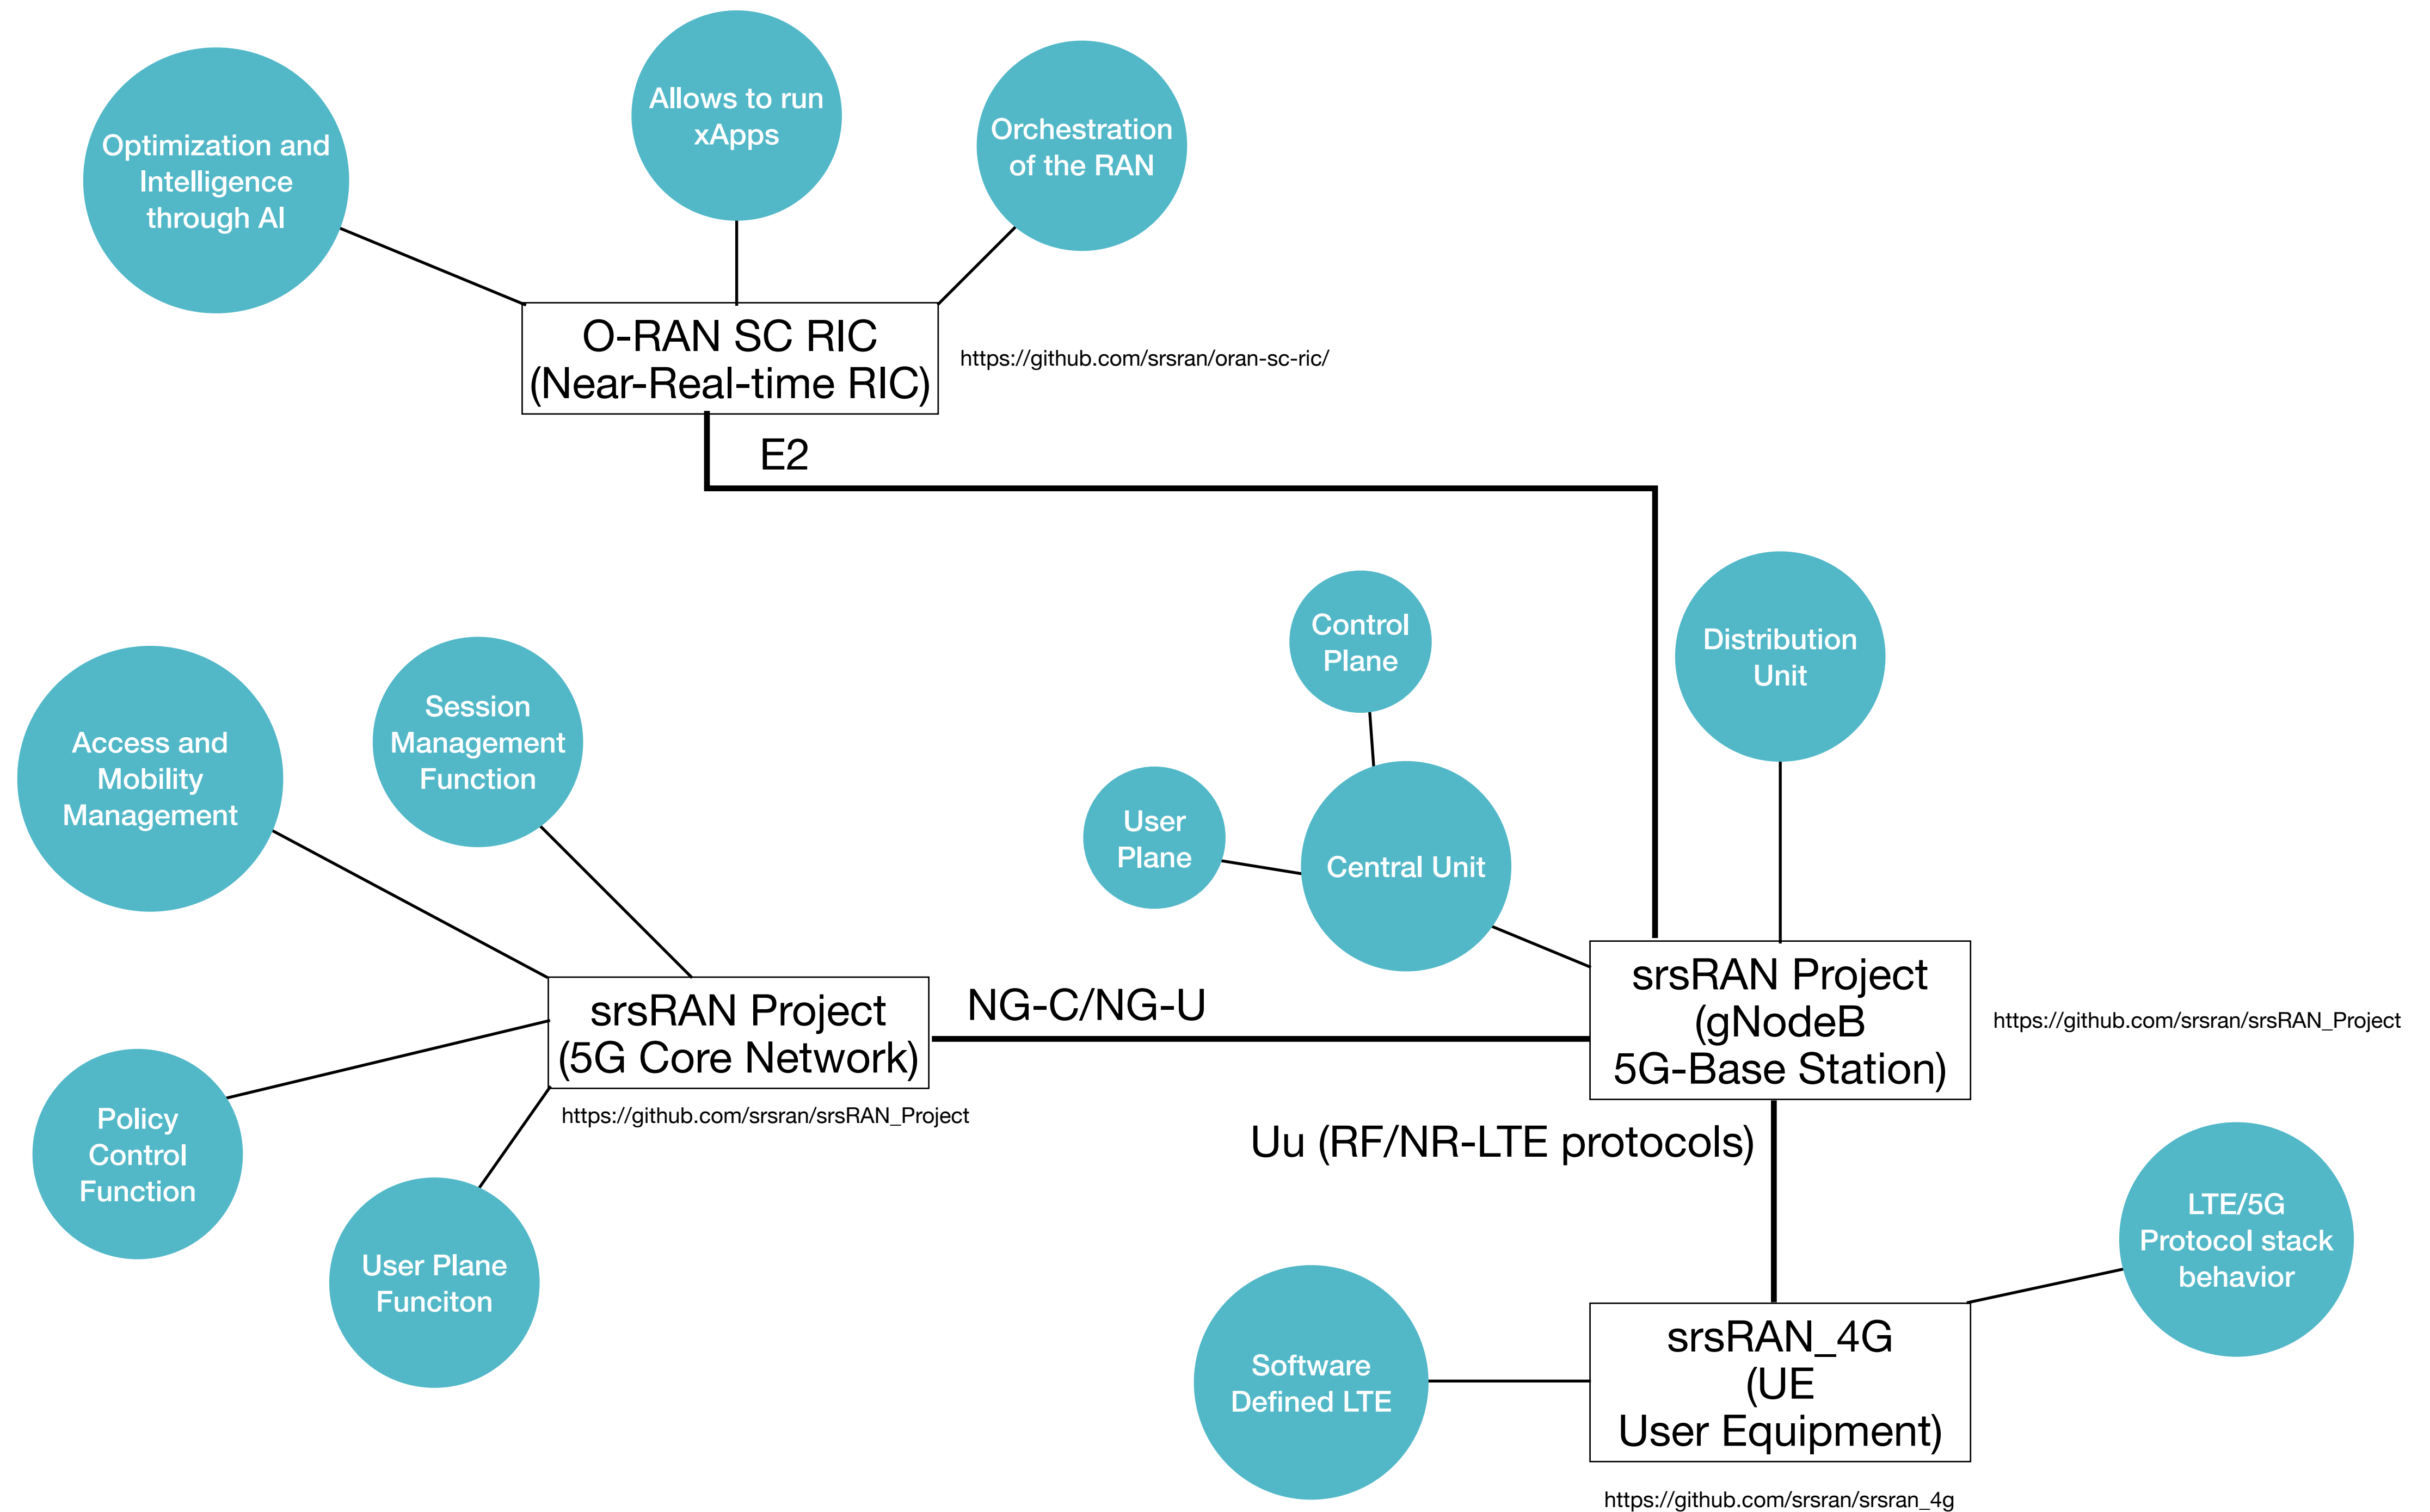 Optimization and
Intelligence
through AI
Allows to run
xApps
Orchestration
of the RAN
O-RAN SC RIC
(Near-Real-time RIC)
https://github.com/srsran/oran-sc-ric/
E2
Control
Plane
Distribution
Unit
User
Plane
Central Unit
Access and
Mobility
Management
Session
Management
Function
srsRAN Project
(5G Core Network)
https://github.com/srsran/srsRAN_Project
NG-C/NG-U
srsRAN Project
(gNodeB
5G-Base Station)
https://github.com/srsran/srsRAN_Project
Policy
Control
Function
User Plane
Funciton
Uu (RF/NR-LTE protocols)
LTE/5G
Protocol stack
behavior
Software
Defined LTE
srsRAN_4G
(UE
User Equipment)
https://github.com/srsran/srsran_4g